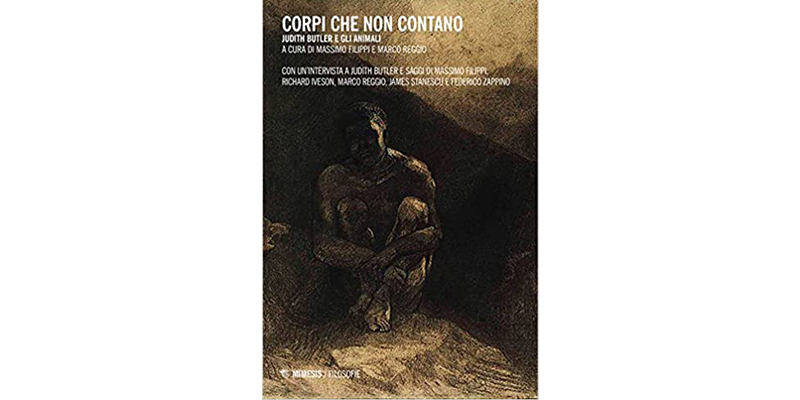 CORPI CHE NON CONTANO
JUDITH BUTLER E GLI ANIMALI
A CURA DI MASSIMO FILIPPI E MARCO REGGIO
CON UN'INTERVISTA A JUDITH BUTLER E SAGGI DI MASSIMO FILIPPI,
RICHARD IVESON, MARCO REGGIO, JAMES STANESCU E FEDERICO ZAPPINO
MIMESIS / FILOSOFIE